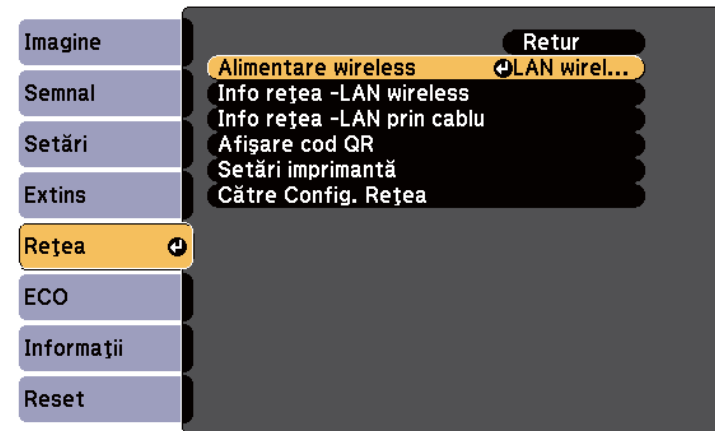 Imagine
Semnal
Setări
Extins
Reţea
ECO
Informaţii
Reset
Retur
Alimentare wireless LAN wirel...
Info reţea -LAN wireless
Info reţea -LAN prin cablu
Afişare cod QR
Setări imprimantă
Către Config. Reţea